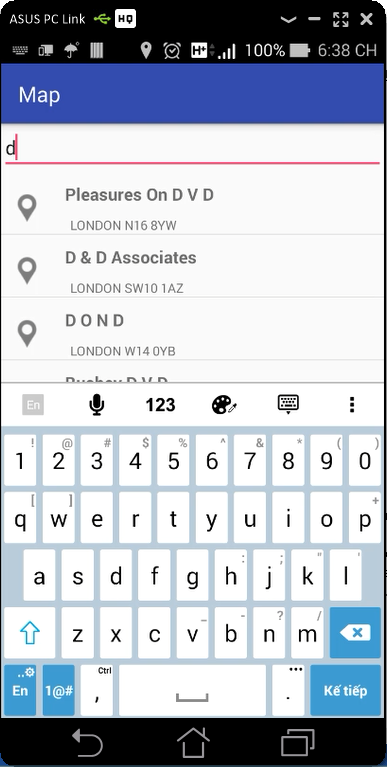 ASUS PC Link HQ
H+ 100% 6:38 CH
Map
d
Pleasures On D V D
LONDON N16 8YW
D & D Associates
LONDON SW10 1AZ
D O N D
LONDON W14 0YB
Bushey D V D
En 123
! @ # $ % ^ & * ( )
1 2 3 4 5 6 7 8 9 0
[ ] +
q w e r t y u i o p
: ; " '
a s d f g h j k l
_ - ? /
z x c v b n m
Ctrl
En 1@# , . Kế tiếp